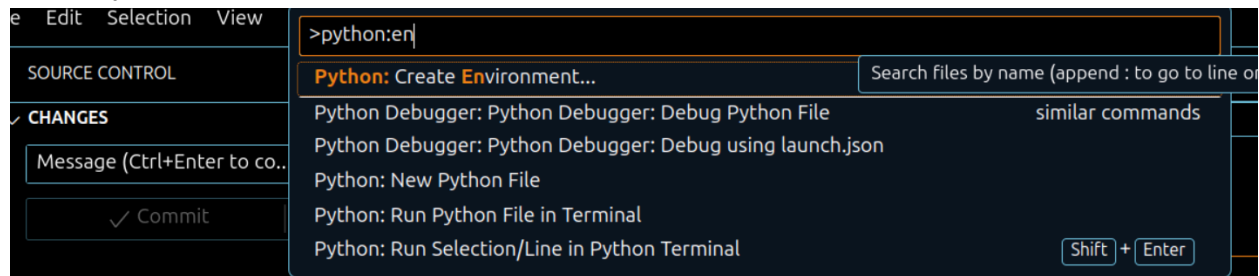 e Edit Selection View
>python:en
SOURCE CONTROL
Python: Create Environment...
Search files by name (append : to go to line or
CHANGES
Python Debugger: Python Debugger: Debug Python File
similar commands
Message (Ctrl+Enter to co..
Python Debugger: Python Debugger: Debug using launch.json
Python: New Python File
✓ Commit
Python: Run Python File in Terminal
Python: Run Selection/Line in Python Terminal
Shift + Enter